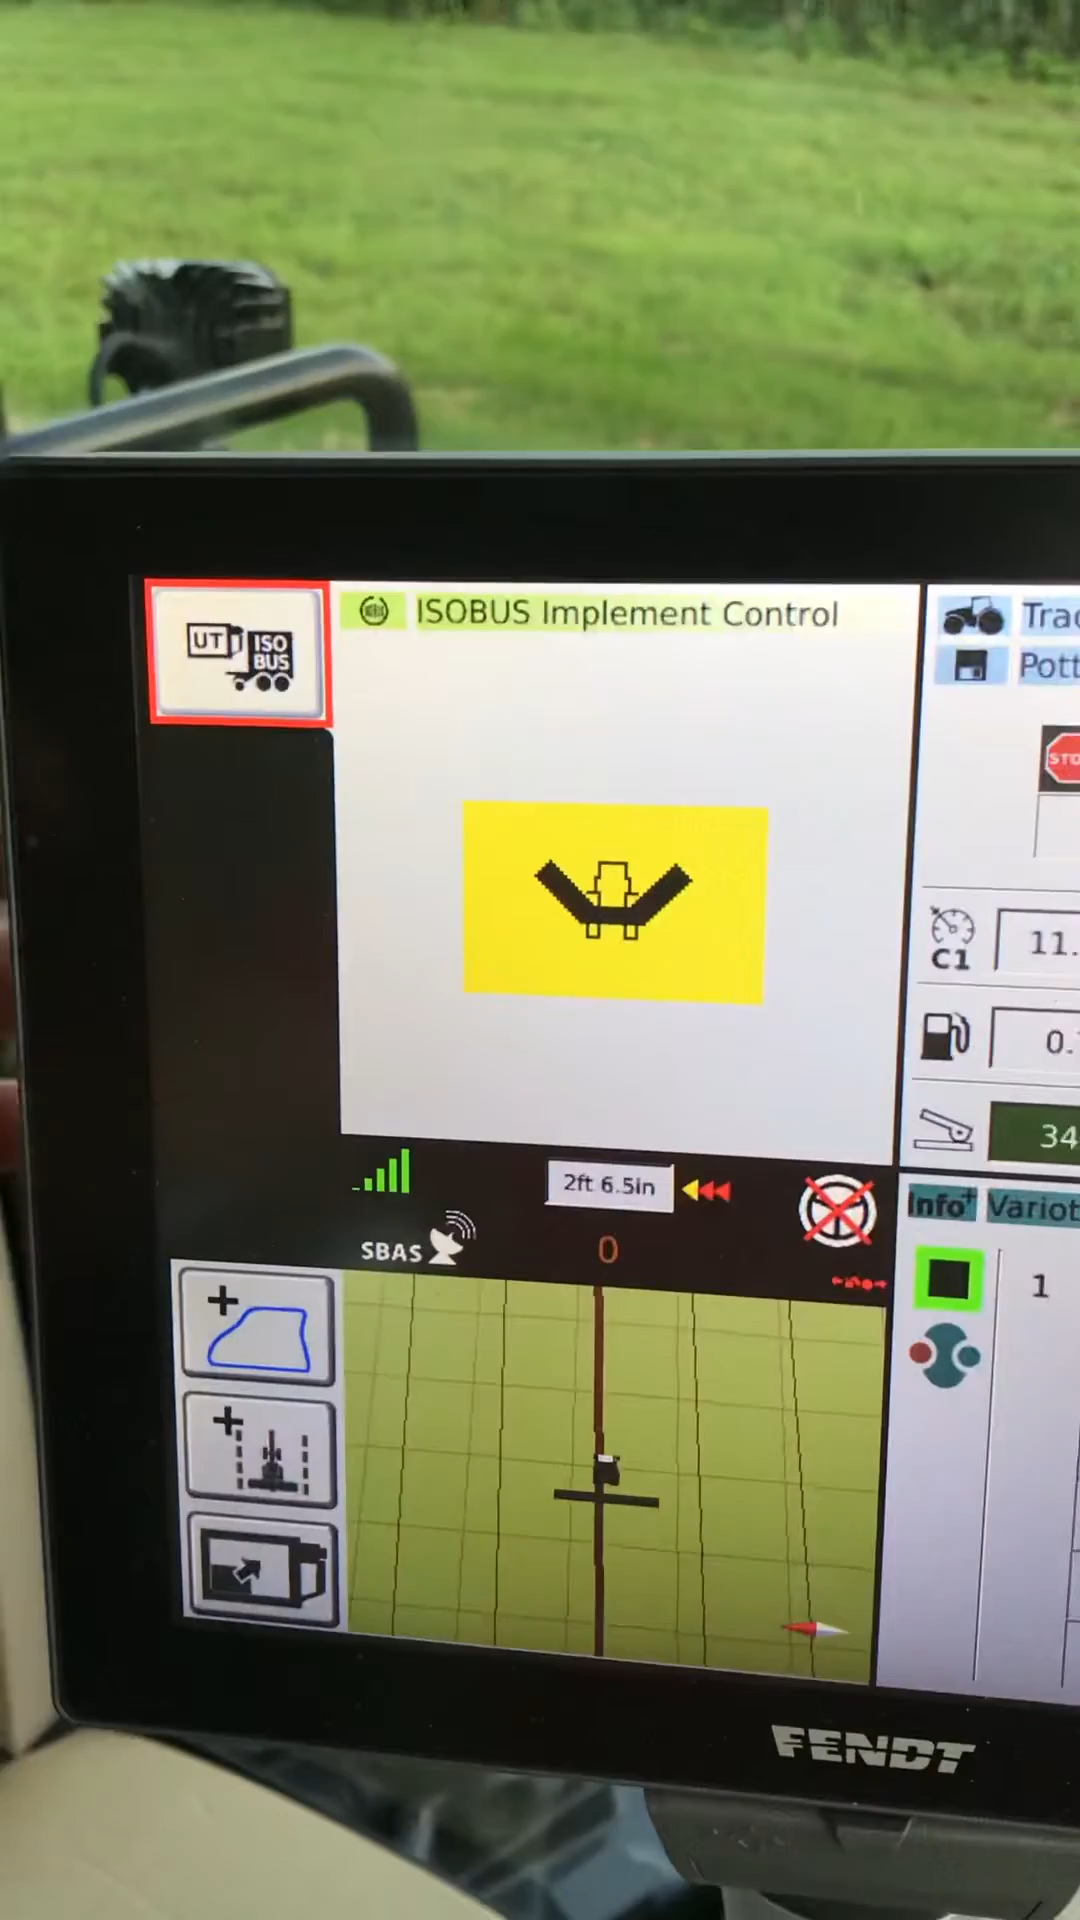 UT ISO
BUS
ISOBUS Implement Control
Trac
Pott
STO
C1
11.
0.
34
2ft 6.5in
SBAS
0
Info+ Variot
1
FENDT